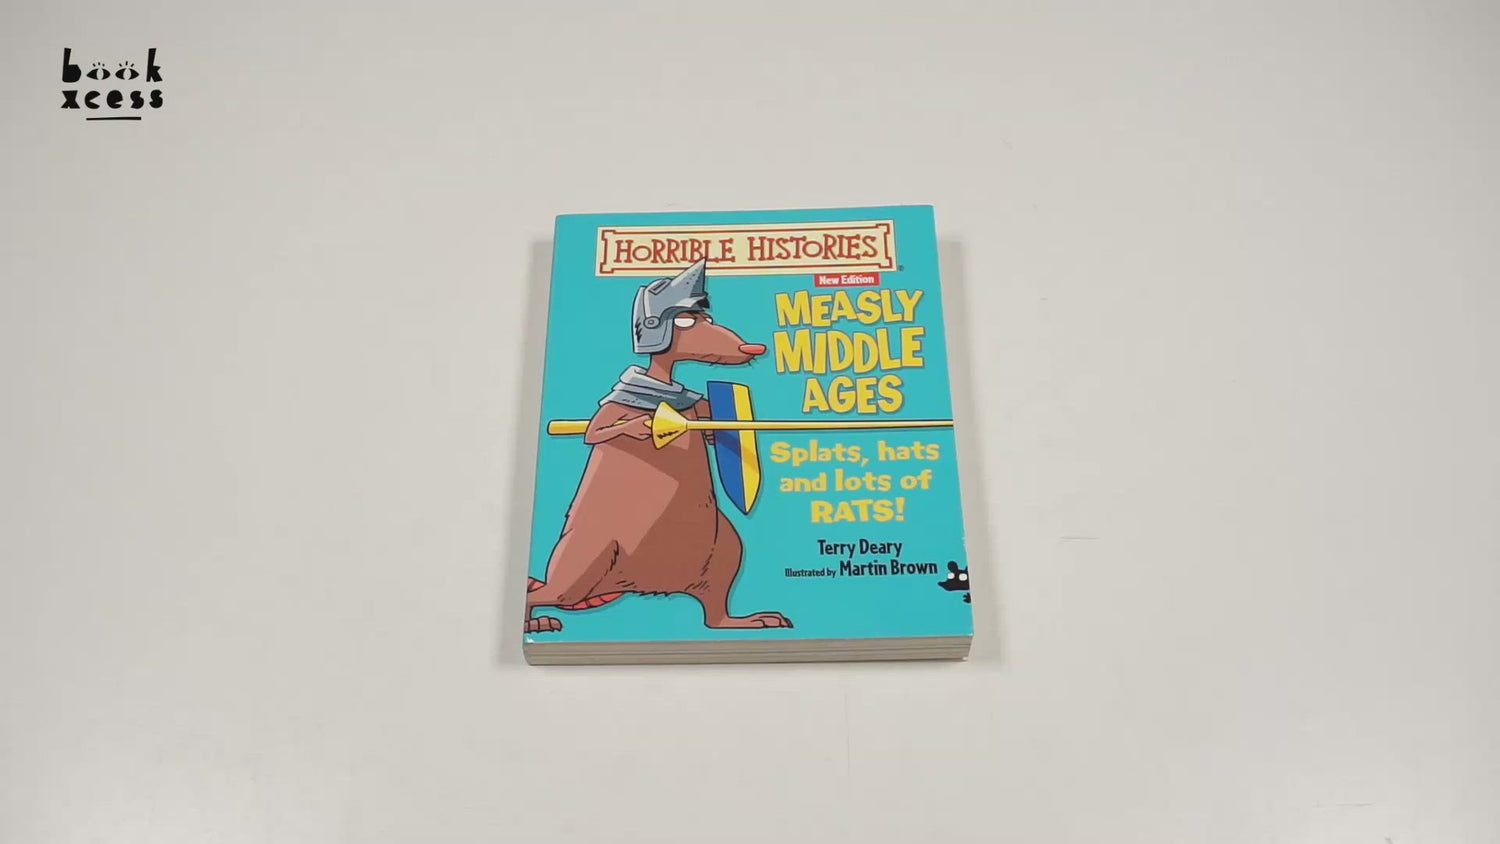 book
xcess
HORRIBLE HISTORIES
New Edition
MEASLY
MIDDLE
AGES
Splats, hats
and lots of
RATS!
Terry Deary
Illustrated by Martin Brown